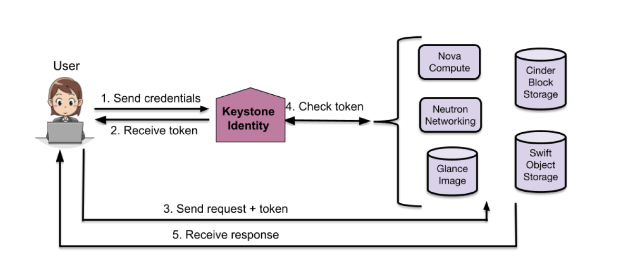 User
1. Send credentials
2. Receive token
Keystone
Identity
4. Check token
Nova
Compute
Cinder
Block
Storage
Neutron
Networking
Glance
Image
Swift
Object
Storage
3. Send request + token
5. Receive response